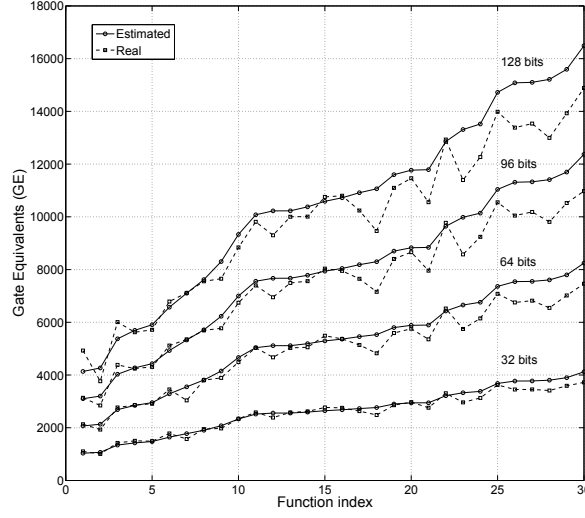 18000
16000
14000
12000
10000
8000
6000
4000
2000
0
Gate Equivalents (GE)
Estimated
Real
128 bits
96 bits
64 bits
32 bits
0 5 10 15 20 25 30
Function index